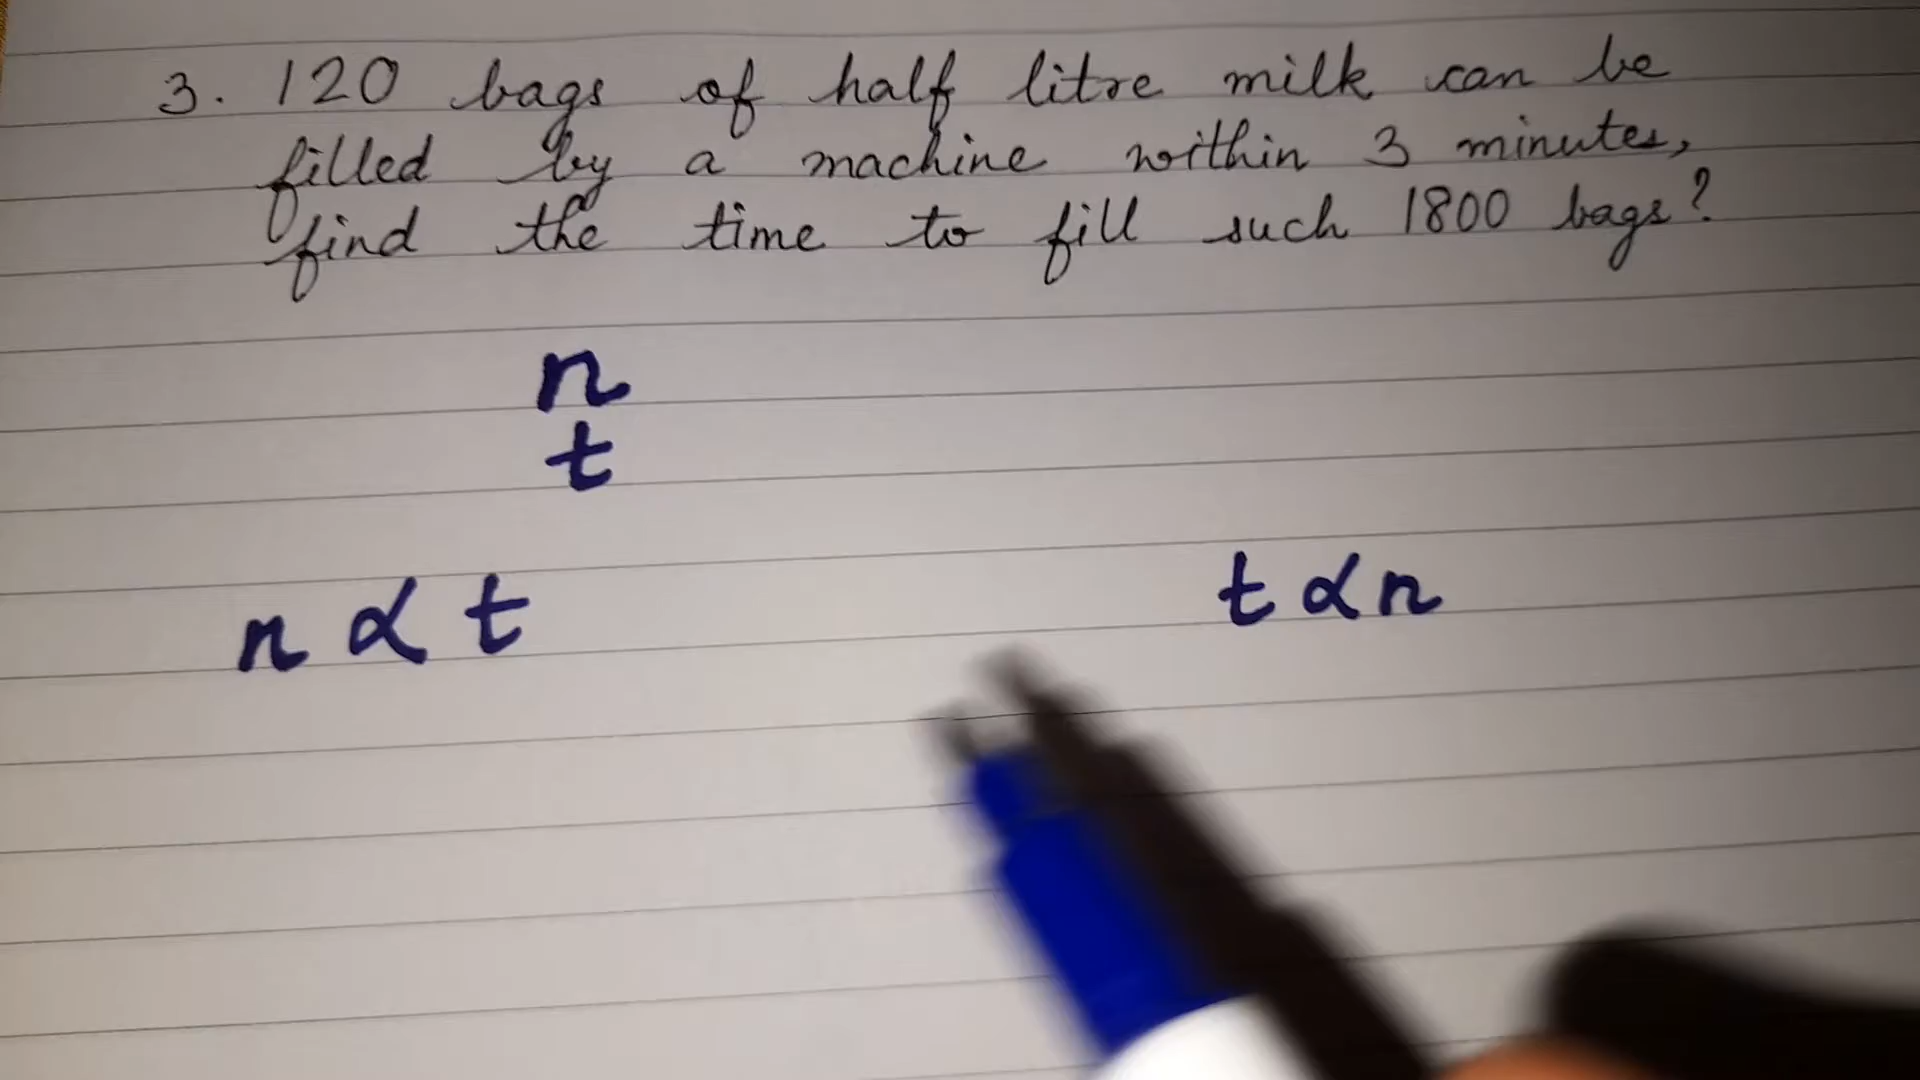 3. 120 bags of half litre milk can be
filled by a machine within 3 minutes,
find the time to fill such 1800 bags?
n
t
n ∝ t
t ∝ n